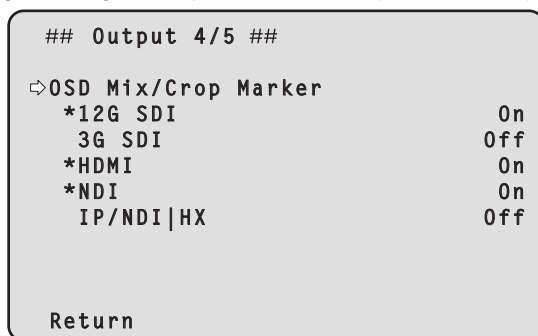 ## Output 4/5 ##
⇨OSD Mix/Crop Marker
*12G SDI On
3G SDI Off
*HDMI On
*NDI On
IP/NDI|HX Off
Return